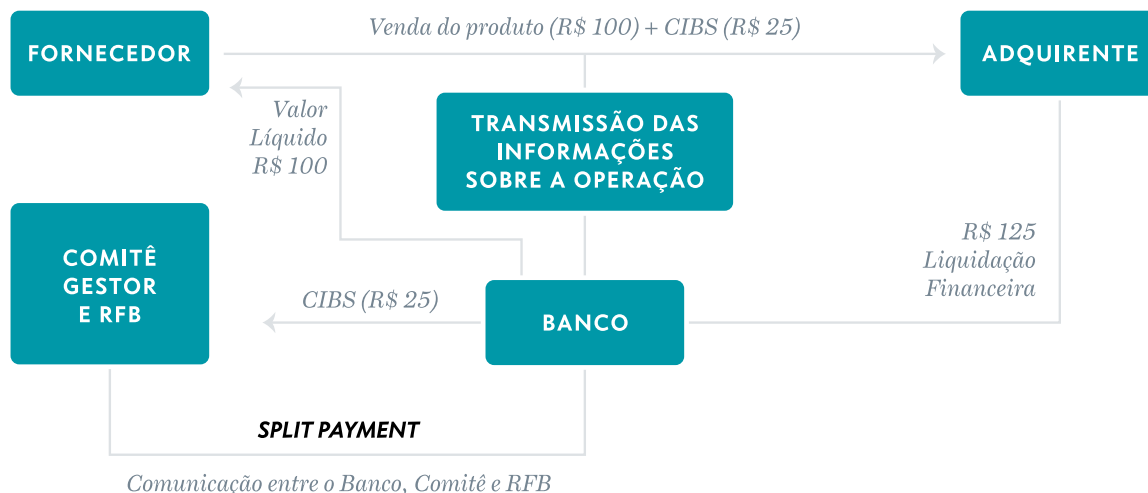 Venda do produto (R$ 100) + CIBS (R$ 25)
FORNECEDOR
ADQUIRENTE
Valor
Líquido
R$ 100
TRANSMISSÃO DAS
INFORMAÇÕES
SOBRE A OPERAÇÃO
COMITÊ
GESTOR
E RFB
R$ 125
Liquidação
Financeira
CIBS (R$ 25)
BANCO
SPLIT PAYMENT
Comunicação entre o Banco, Comitê e RFB